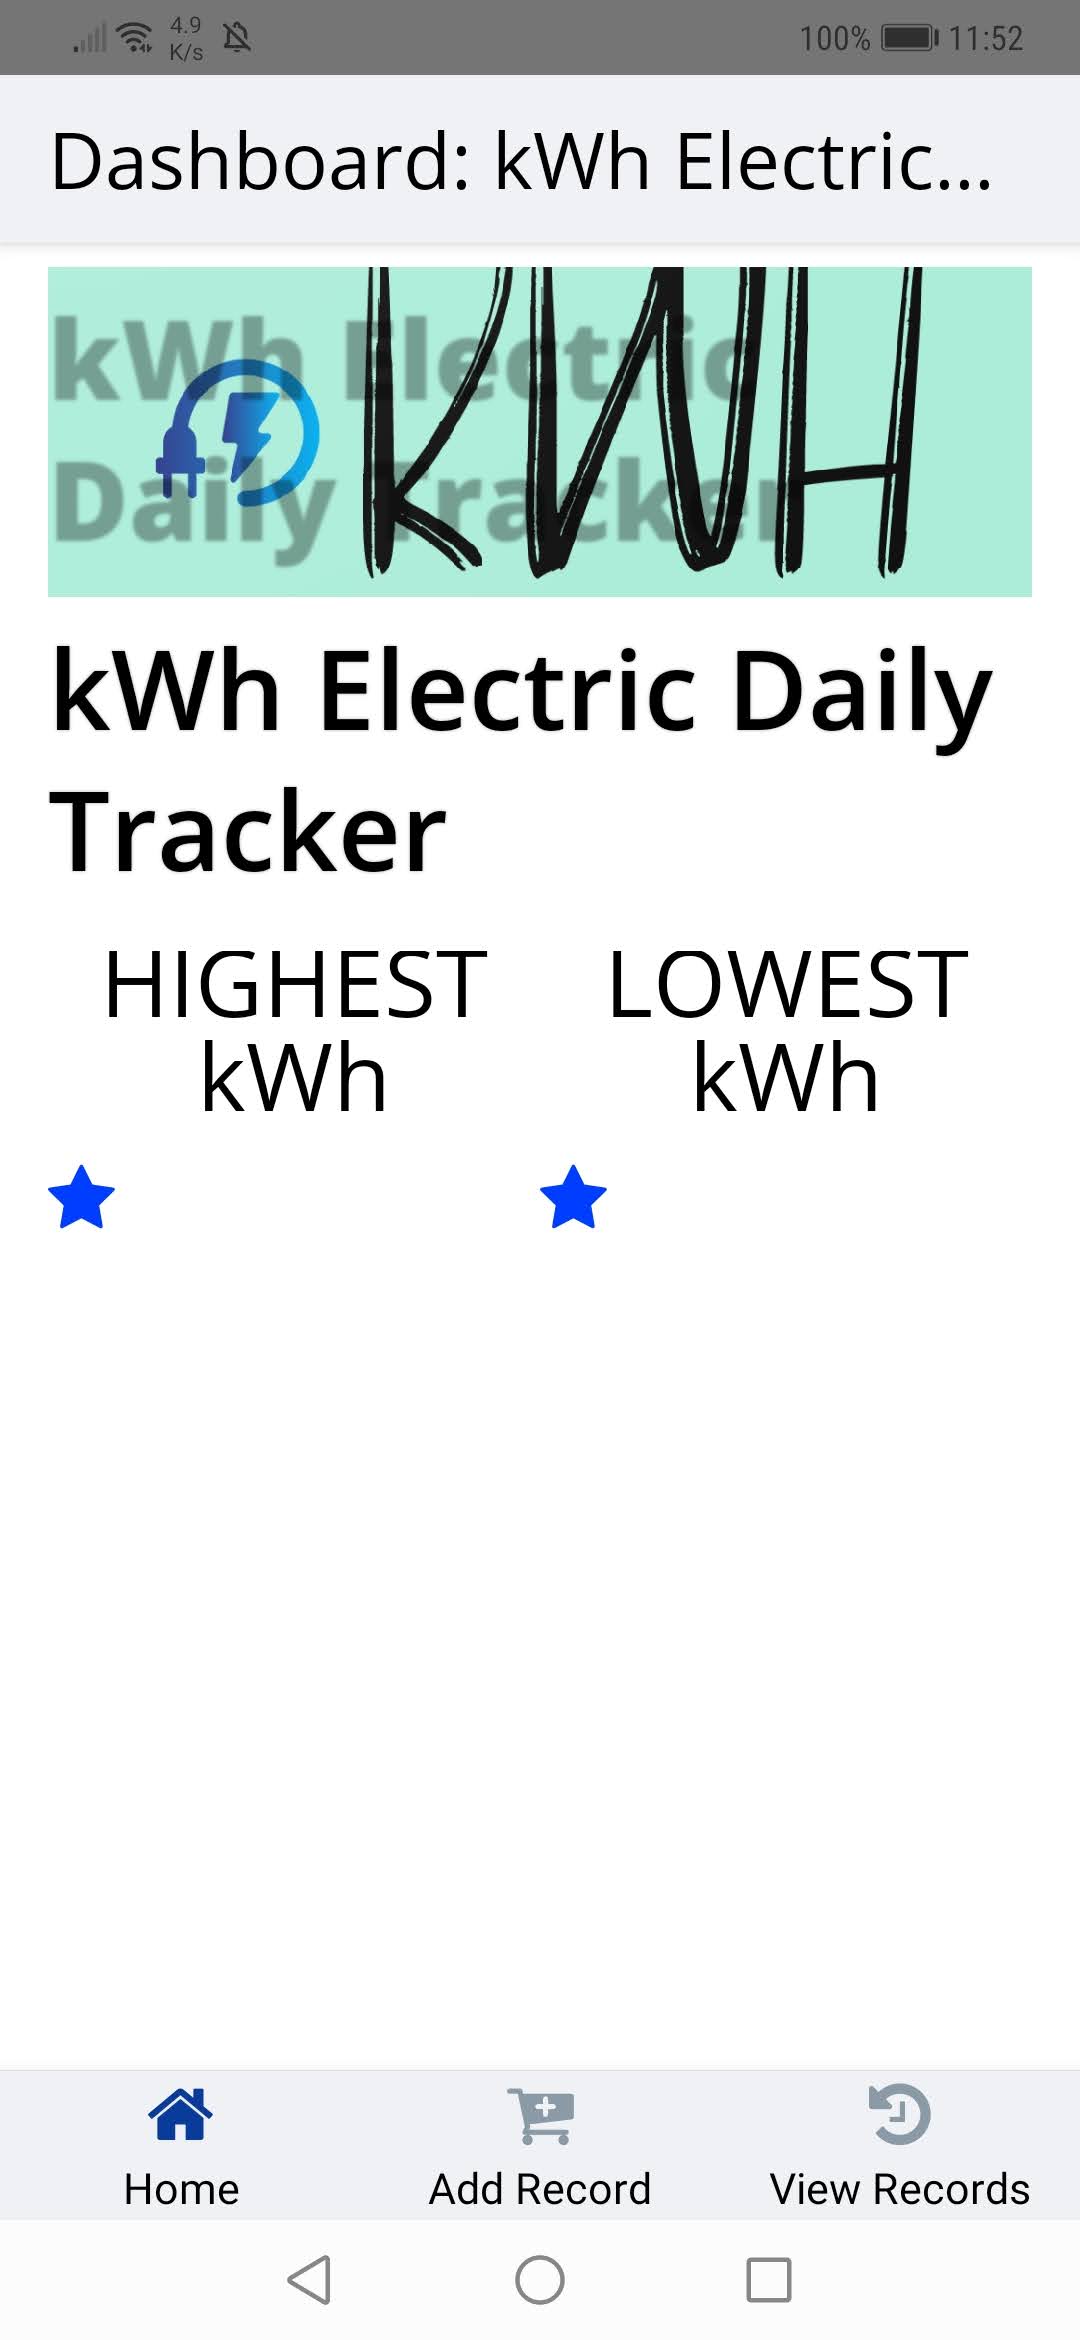 4.9
K/s
100% 11:52
Dashboard: kWh Electric...
kWh Electric
Daily Tracker
KWH
kWh Electric Daily
Tracker
HIGHEST
kWh
LOWEST
kWh
Home
Add Record
View Records